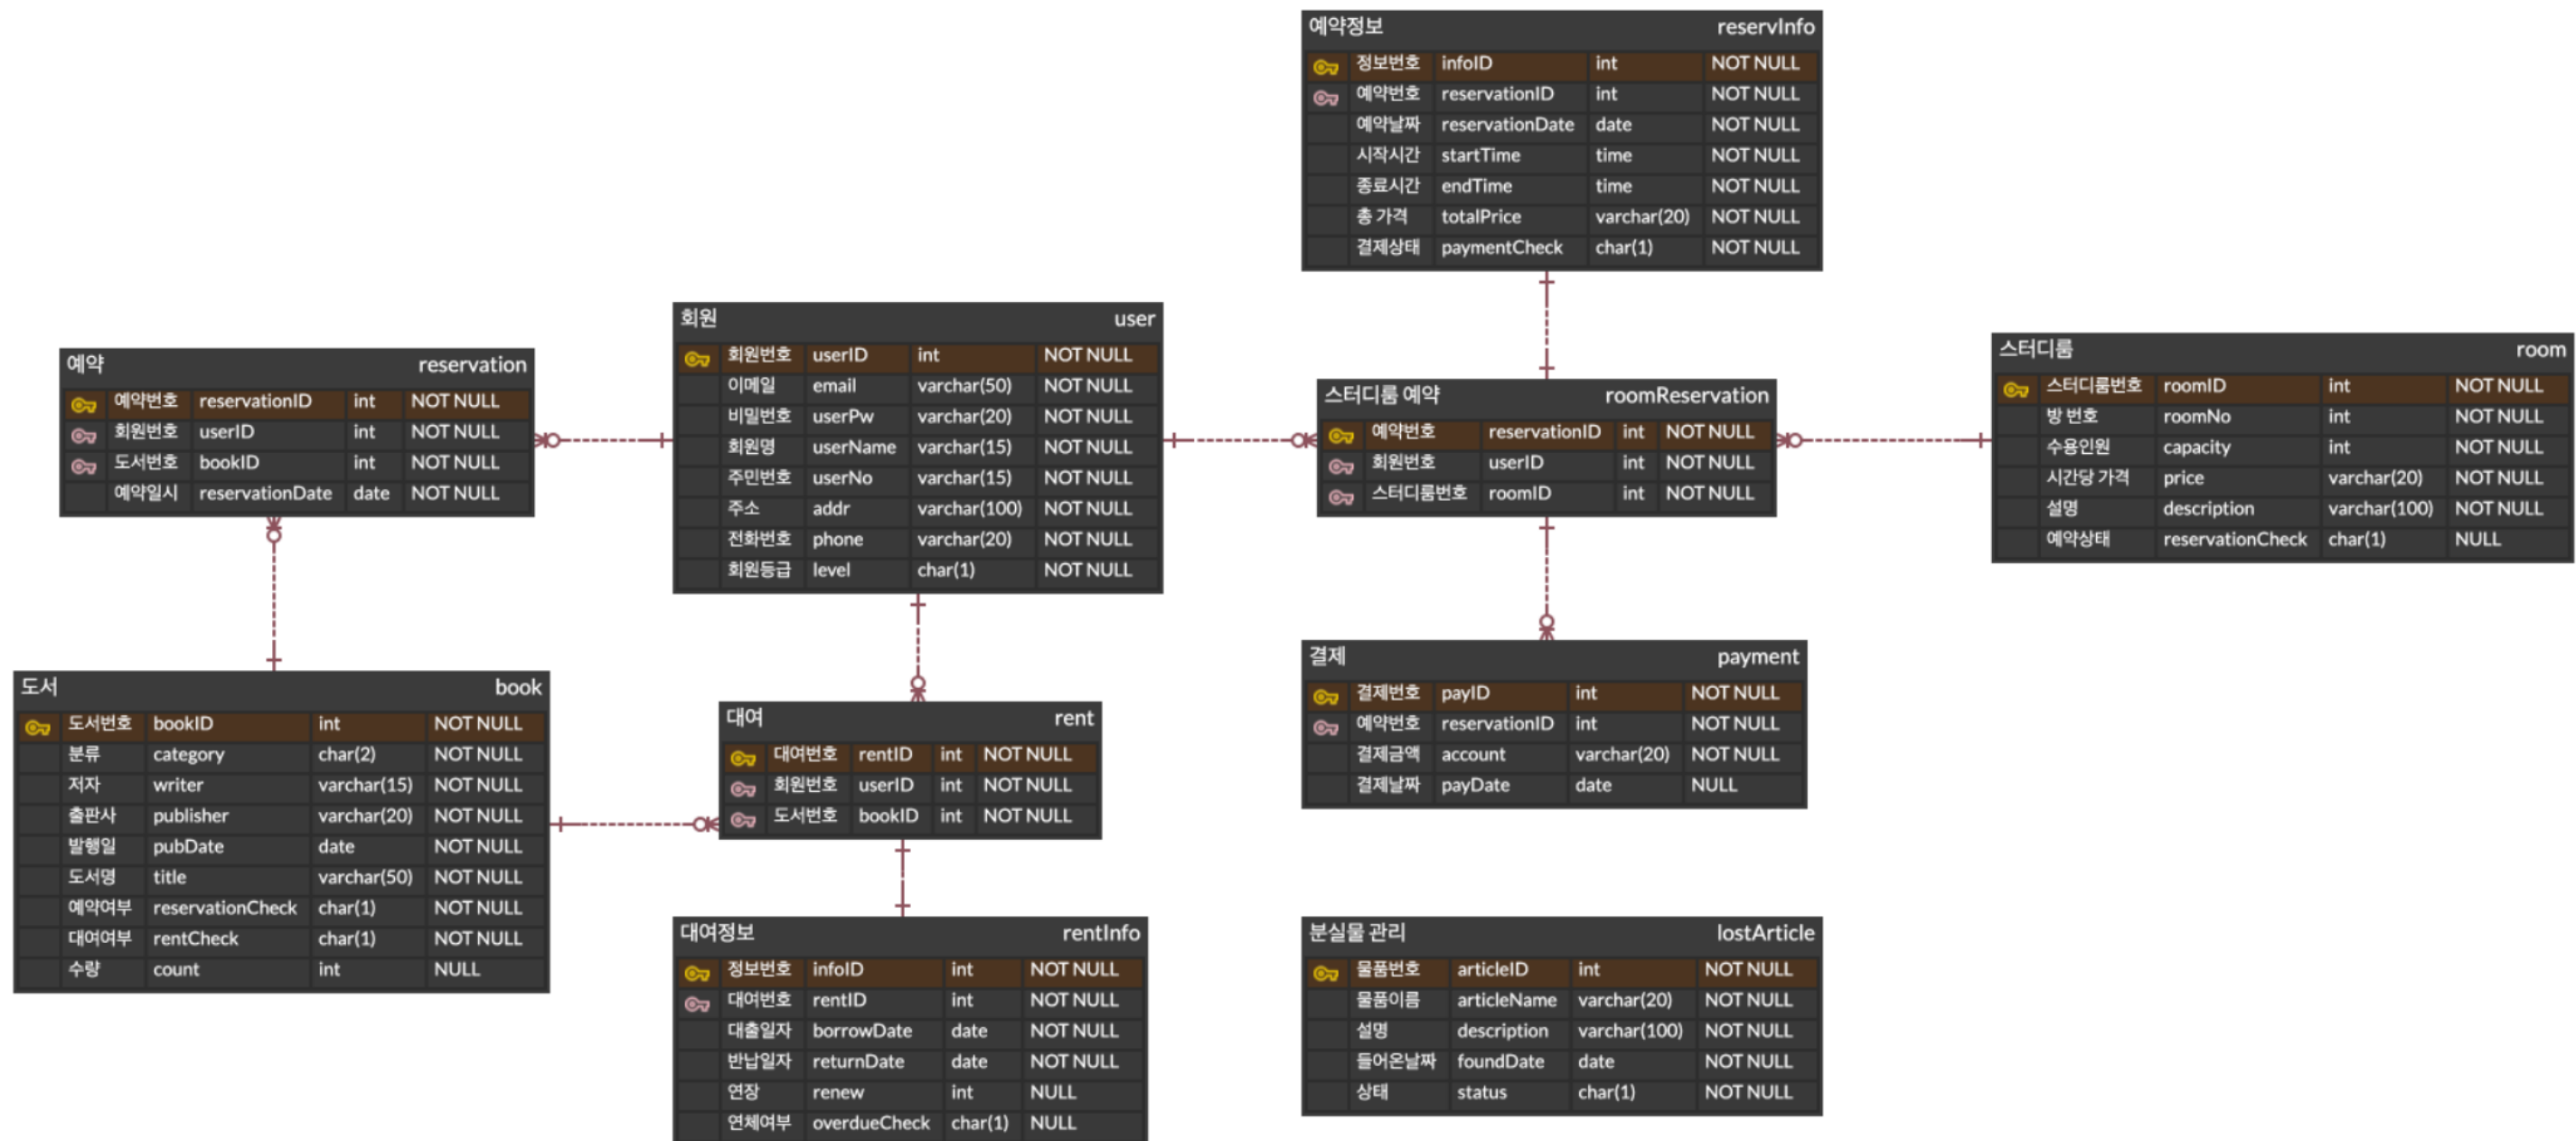 예약정보 reservInfo
정보번호 infoID int NOT NULL
예약번호 reservationID int NOT NULL
예약날짜 reservationDate date NOT NULL
시작시간 startTime time NOT NULL
종료시간 endTime time NOT NULL
총 가격 totalPrice varchar(20) NOT NULL
결제상태 paymentCheck char(1) NOT NULL
회원 user
회원번호 userID int NOT NULL
이메일 email varchar(50) NOT NULL
비밀번호 userPw varchar(20) NOT NULL
회원명 userName varchar(15) NOT NULL
주민번호 userNo varchar(15) NOT NULL
주소 addr varchar(100) NOT NULL
전화번호 phone varchar(20) NOT NULL
회원등급 level char(1) NOT NULL
스터디룸 room
스터디룸번호 roomID int NOT NULL
방 번호 roomNo int NOT NULL
수용인원 capacity int NOT NULL
시간당 가격 price varchar(20) NOT NULL
설명 description varchar(100) NOT NULL
예약상태 reservationCheck char(1) NULL
예약 reservation
예약번호 reservationID int NOT NULL
회원번호 userID int NOT NULL
도서번호 bookID int NOT NULL
예약일시 reservationDate date NOT NULL
스터디룸 예약 roomReservation
예약번호 reservationID int NOT NULL
회원번호 userID int NOT NULL
스터디룸번호 roomID int NOT NULL
결제 payment
결제번호 payID int NOT NULL
예약번호 reservationID int NOT NULL
결제금액 account varchar(20) NOT NULL
결제날짜 payDate date NULL
도서 book
도서번호 bookID int NOT NULL
분류 category char(2) NOT NULL
저자 writer varchar(15) NOT NULL
출판사 publisher varchar(20) NOT NULL
발행일 pubDate date NOT NULL
도서명 title varchar(50) NOT NULL
예약여부 reservationCheck char(1) NOT NULL
대여여부 rentCheck char(1) NOT NULL
수량 count int NULL
대여 rent
대여번호 rentID int NOT NULL
회원번호 userID int NOT NULL
도서번호 bookID int NOT NULL
대여정보 rentInfo
정보번호 infoID int NOT NULL
대여번호 rentID int NOT NULL
대출일자 borrowDate date NOT NULL
반납일자 returnDate date NOT NULL
연장 renew int NULL
연체여부 overdueCheck char(1) NULL
분실물 관리 lostArticle
물품번호 articleID int NOT NULL
물품이름 articleName varchar(20) NOT NULL
설명 description varchar(100) NOT NULL
들어온날짜 foundDate date NOT NULL
상태 status char(1) NOT NULL